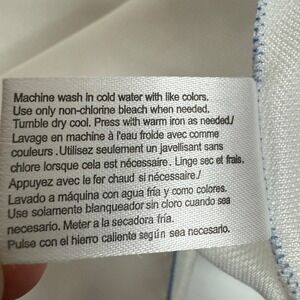 Machine wash in cold water with like colors.
Use only non-chlorine bleach when needed.
Tumble dry cool. Press with warm iron as needed./
Lavage en machine à l'eau froide avec comme
couleurs . Utilisez seulement un javellisant sans
chlore lorsque cela est nécessaire. Linge sec et frais.
Appuyez avec le fer chaud si nécessaire./
Lavado a máquina con agua fría y como colores.
Use solamente blanqueador sin cloro cuando sea
necesario. Meter a la secadora fría.
Pulse con el hierro caliente según sea necesario.